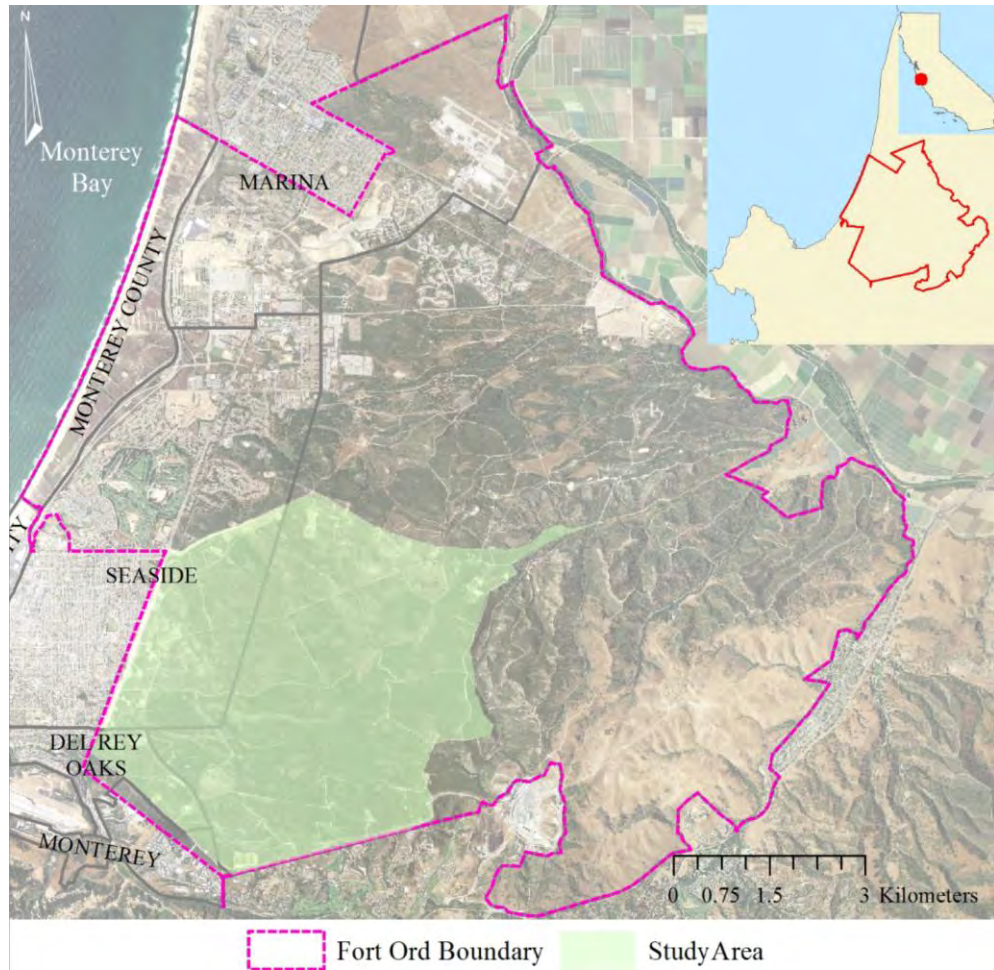 N
Monterey
Bay
MARINA
MONTEREY COUNTY
ITY
SEASIDE
DEL REY
OAKS
MONTEREY
0 0.75 1.5 3 Kilometers
Fort Ord Boundary
Study Area